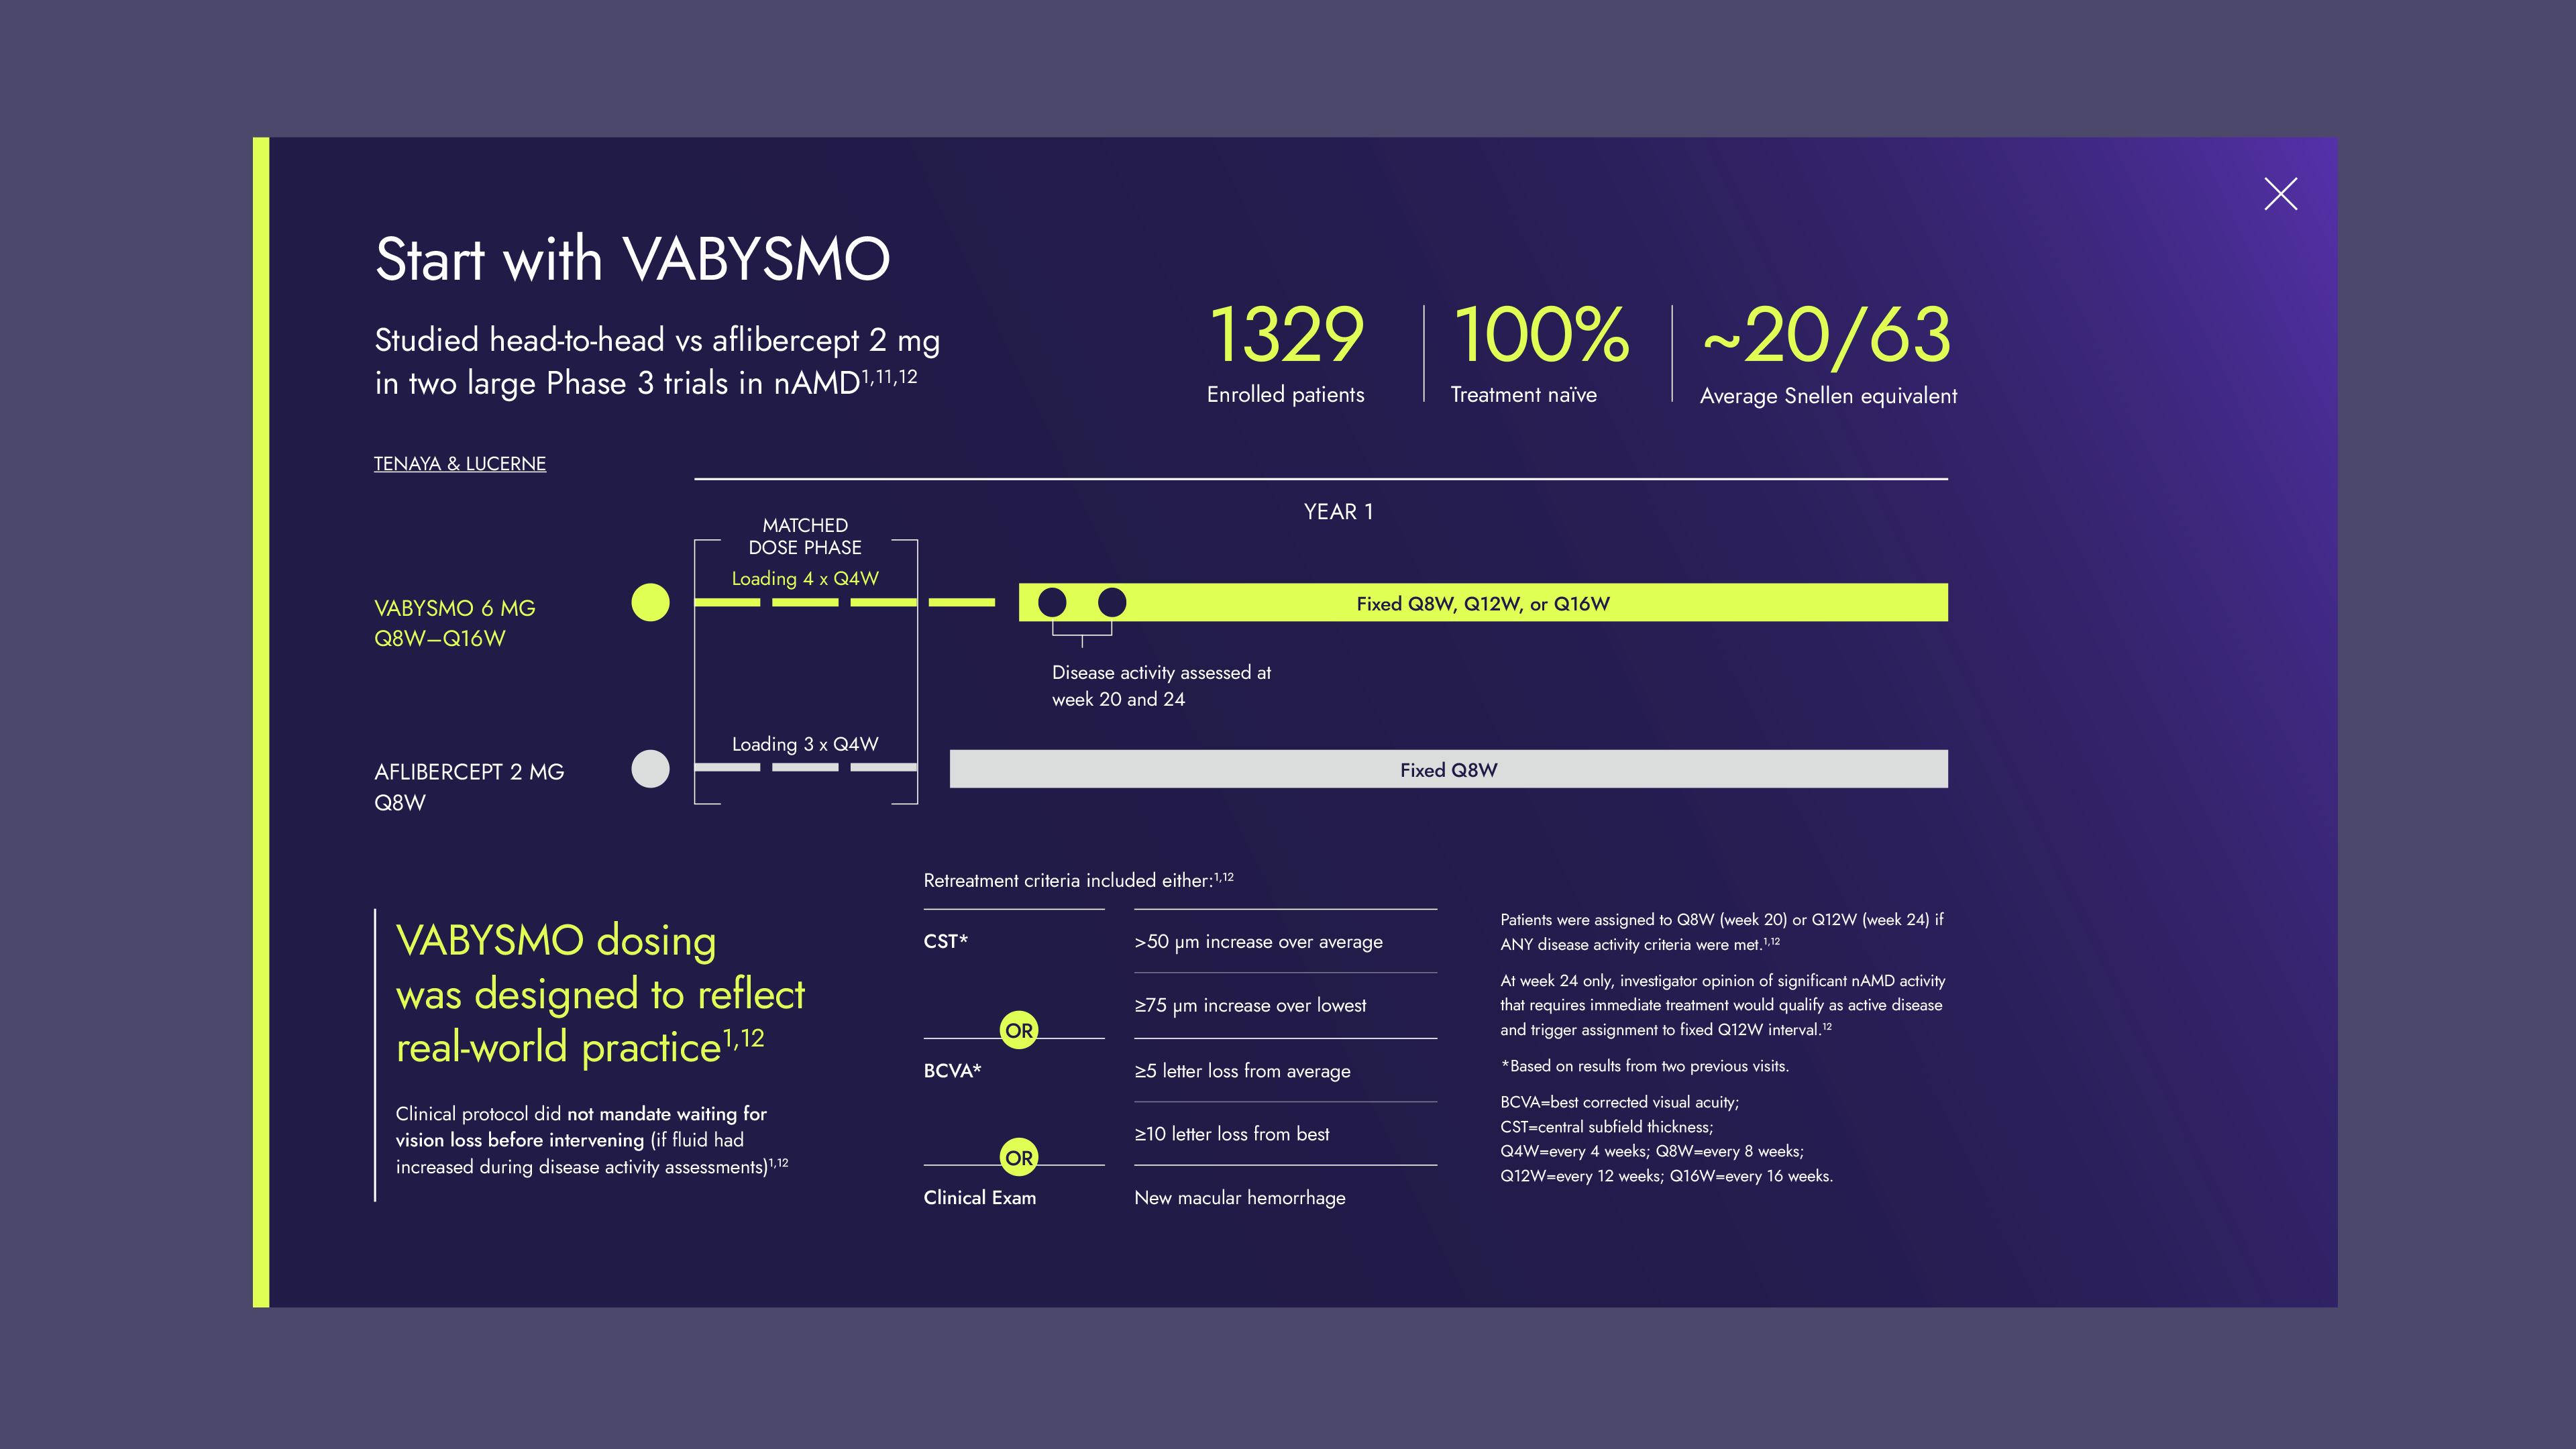 Start with VABYSMO
Studied head-to-head vs aflibercept 2 mg
in two large Phase 3 trials in nAMD1,11,12
1329
Enrolled patients
100%
Treatment naïve
~20/63
Average Snellen equivalent
TENAYA & LUCERNE
YEAR 1
MATCHED
DOSE PHASE
Loading 4 x Q4W
VABYSMO 6 MG
Q8W–Q16W
Fixed Q8W, Q12W, or Q16W
Disease activity assessed at
week 20 and 24
Loading 3 x Q4W
AFLIBERCEPT 2 MG
Q8W
Fixed Q8W
VABYSMO dosing
was designed to reflect
real-world practice1,12
Clinical protocol did not mandate waiting for
vision loss before intervening (if fluid had
increased during disease activity assessments)1,12
Retreatment criteria included either:1,12
CST*
>50 µm increase over average
≥75 µm increase over lowest
OR
BCVA*
≥5 letter loss from average
≥10 letter loss from best
OR
Clinical Exam
New macular hemorrhage
Patients were assigned to Q8W (week 20) or Q12W (week 24) if
ANY disease activity criteria were met.1,12
At week 24 only, investigator opinion of significant nAMD activity
that requires immediate treatment would qualify as active disease
and trigger assignment to fixed Q12W interval.12
*Based on results from two previous visits.
BCVA=best corrected visual acuity;
CST=central subfield thickness;
Q4W=every 4 weeks; Q8W=every 8 weeks;
Q12W=every 12 weeks; Q16W=every 16 weeks.